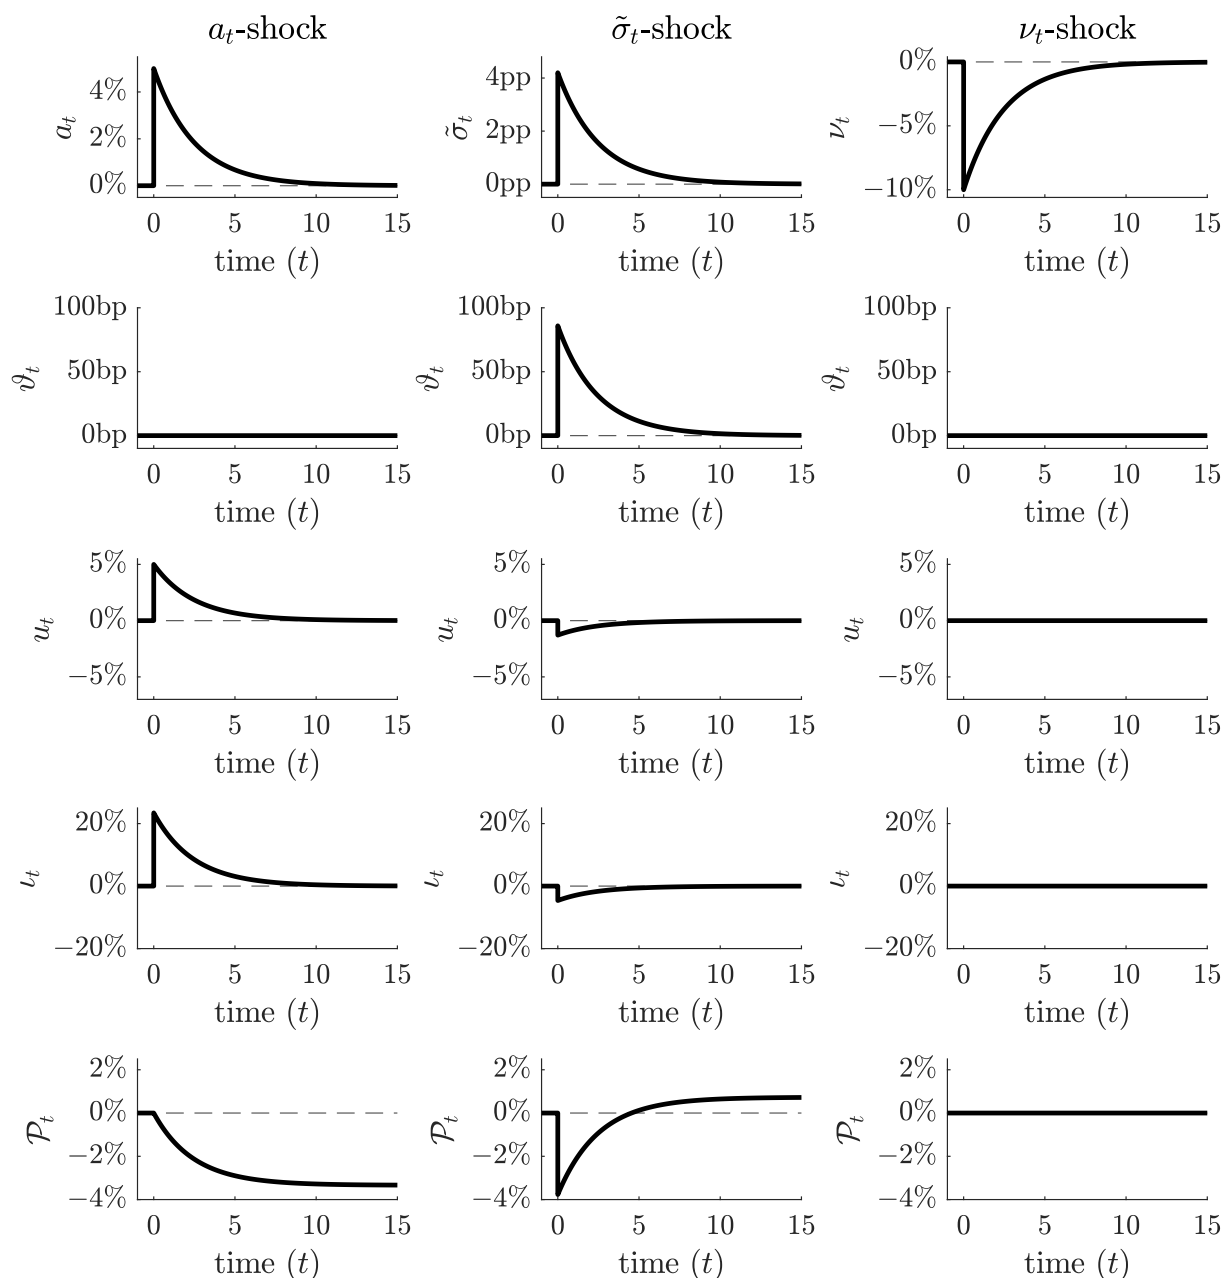 a_t-shock
σ̃_t-shock
ν_t-shock
4%
2%
0%
a_t
0 5 10 15
time (t)
4pp
2pp
0pp
σ̃_t
0 5 10 15
time (t)
0%
−5%
−10%
ν_t
0 5 10 15
time (t)
100bp
50bp
0bp
ϑ_t
0 5 10 15
time (t)
100bp
50bp
0bp
ϑ_t
0 5 10 15
time (t)
100bp
50bp
0bp
ϑ_t
0 5 10 15
time (t)
5%
0%
−5%
u_t
0 5 10 15
time (t)
5%
0%
−5%
u_t
0 5 10 15
time (t)
5%
0%
−5%
u_t
0 5 10 15
time (t)
20%
0%
−20%
ι_t
0 5 10 15
time (t)
20%
0%
−20%
ι_t
0 5 10 15
time (t)
20%
0%
−20%
ι_t
0 5 10 15
time (t)
2%
0%
−2%
−4%
𝒫_t
0 5 10 15
time (t)
2%
0%
−2%
−4%
𝒫_t
0 5 10 15
time (t)
2%
0%
−2%
−4%
𝒫_t
0 5 10 15
time (t)